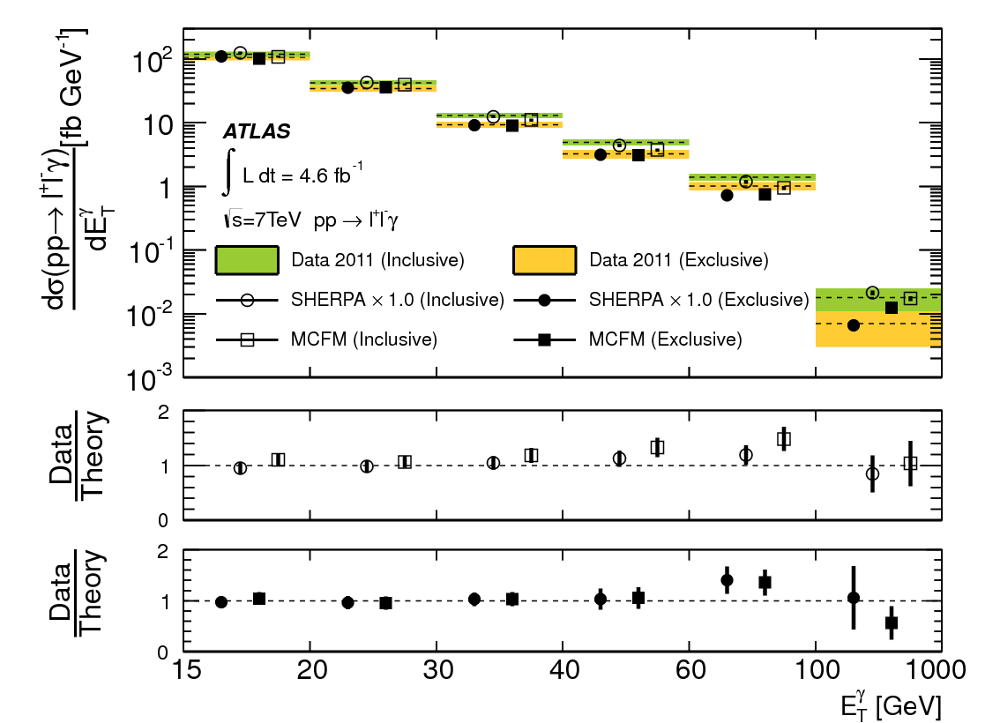 dσ(pp→ l⁺l⁻γ)/dE_T^γ [fb GeV⁻¹]
10²
10
1
10⁻¹
10⁻²
10⁻³
ATLAS
∫ L dt = 4.6 fb⁻¹
√s=7TeV pp → l⁺l⁻γ
Data 2011 (Inclusive)
Data 2011 (Exclusive)
SHERPA × 1.0 (Inclusive)
SHERPA × 1.0 (Exclusive)
MCFM (Inclusive)
MCFM (Exclusive)
Data
Theory
2
1
0
Data
Theory
2
1
0
15 20 30 40 60 100 1000
E_T^γ [GeV]